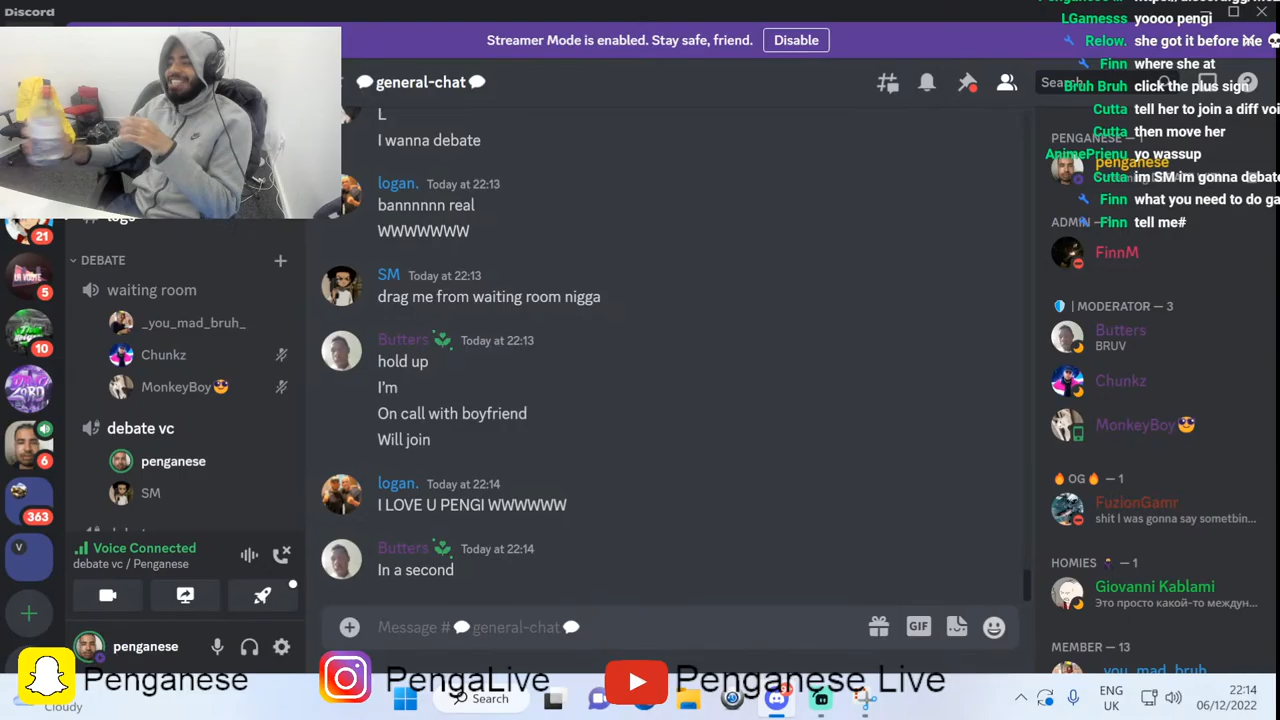 Discord
LGamesss yoooo pengi
Streamer Mode is enabled. Stay safe, friend. Disable
Relow. she got it before me 💀
Finn where she at
general-chat
Search
Bruh Bruh click the plus sign
Cutta tell her to join a diff voi
Cutta then move her
AnimePrienu yo wassup
Cutta im SM im gonna debate
Finn what you need to do ga
Finn tell me#
L
I wanna debate
logan. Today at 22:13
bannnnnn real
WWWWWWW
SM Today at 22:13
drag me from waiting room nigga
Butters Today at 22:13
hold up
I'm
On call with boyfriend
Will join
logan. Today at 22:14
I LOVE U PENGI WWWWWW
Butters Today at 22:14
In a second
Message # general-chat
GIF
logs
DEBATE
waiting room
_you_mad_bruh_
Chunkz
MonkeyBoy😎
debate vc
penganese
SM
Voice Connected
debate vc / Penganese
penganese
21
5
10
6
363
V
PENGANESE — 1
penganese
ADMIN
FinnM
| MODERATOR — 3
Butters
BRUV
Chunkz
MonkeyBoy😎
🔥 OG 🔥 — 1
FuzionGamr
shit I was gonna say sometbin...
HOMIES — 1
Giovanni Kablami
Это просто какой-то междун...
MEMBER — 13
_you_mad_bruh_
Penganese
PengaLive
Penganese Live
Cloudy
Search
ENG
UK
22:14
06/12/2022